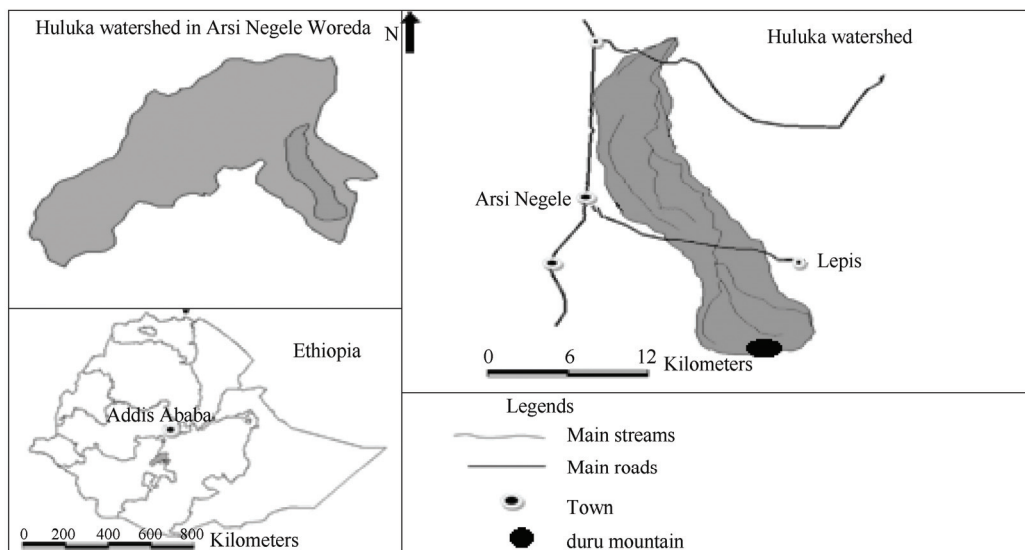 Huluka watershed in Arsi Negele Woreda
N
Huluka watershed
Arsi Negele
Lepis
0 6 12
Kilometers
Ethiopia
Addis Ababa
0 200 400 600 800
Kilometers
Legends
Main streams
Main roads
Town
duru mountain